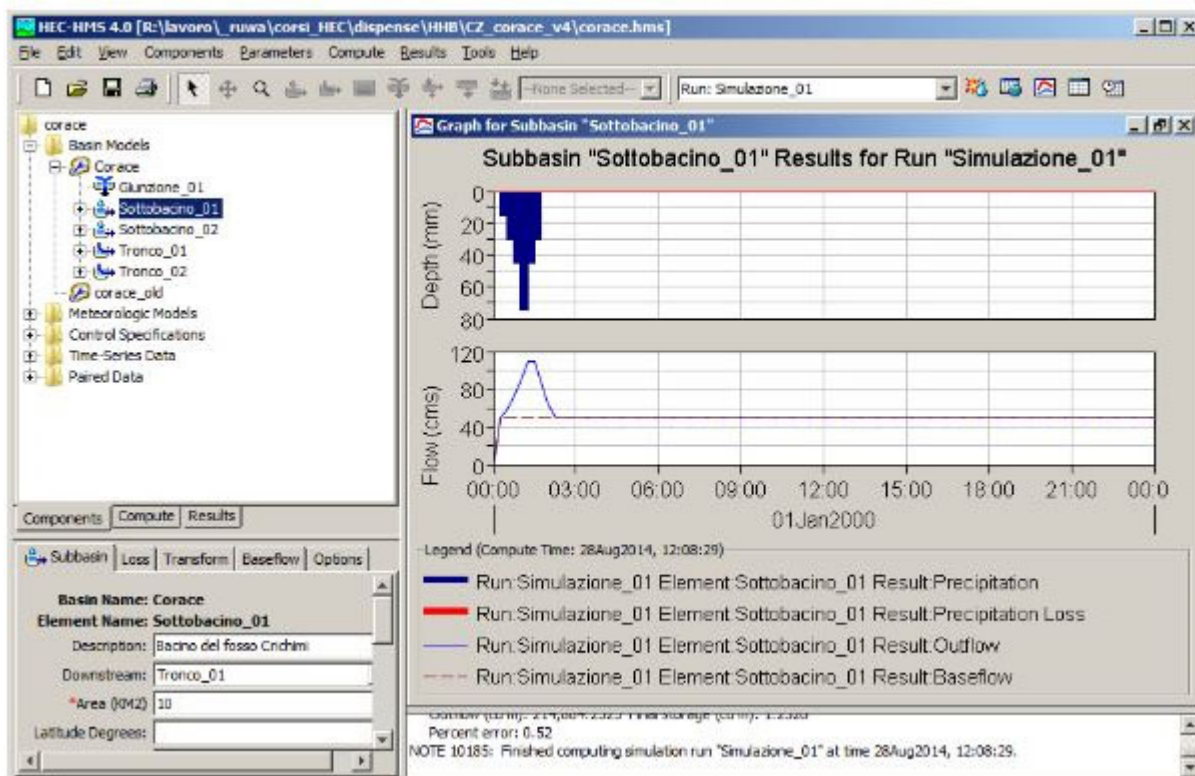 HEC-HMS 4.0 [R:\lavoro\_ruwa\corsi_HEC\dispense\HHB\CZ_corace_v4\corace.hms]
File Edit View Components Parameters Compute Results Tools Help
--None Selected-- Run: Simulazione_01
corace
Basin Models
Corace
Giunzione_01
Sottobacino_01
Sottobacino_02
Tronco_01
Tronco_02
corace_old
Meteorologic Models
Control Specifications
Time-Series Data
Paired Data
Components Compute Results
Subbasin Loss Transform Baseflow Options
Basin Name: Corace
Element Name: Sottobacino_01
Description: Bacino del fosso Crichimi
Downstream: Tronco_01
*Area (KM2) 10
Latitude Degrees:
Graph for Subbasin "Sottobacino_01"
Subbasin "Sottobacino_01" Results for Run "Simulazione_01"
Depth (mm)
0
20
40
60
80
Flow (cms)
120
80
40
0
00:00 03:00 06:00 09:00 12:00 15:00 18:00 21:00 00:0
01Jan2000
Legend (Compute Time: 28Aug2014, 12:08:29)
Run:Simulazione_01 Element:Sottobacino_01 Result:Precipitation
Run:Simulazione_01 Element:Sottobacino_01 Result:Precipitation Loss
Run:Simulazione_01 Element:Sottobacino_01 Result:Outflow
Run:Simulazione_01 Element:Sottobacino_01 Result:Baseflow
Percent error: 0.52
NOTE 10185: Finished computing simulation run "Simulazione_01" at time 28Aug2014, 12:08:29.